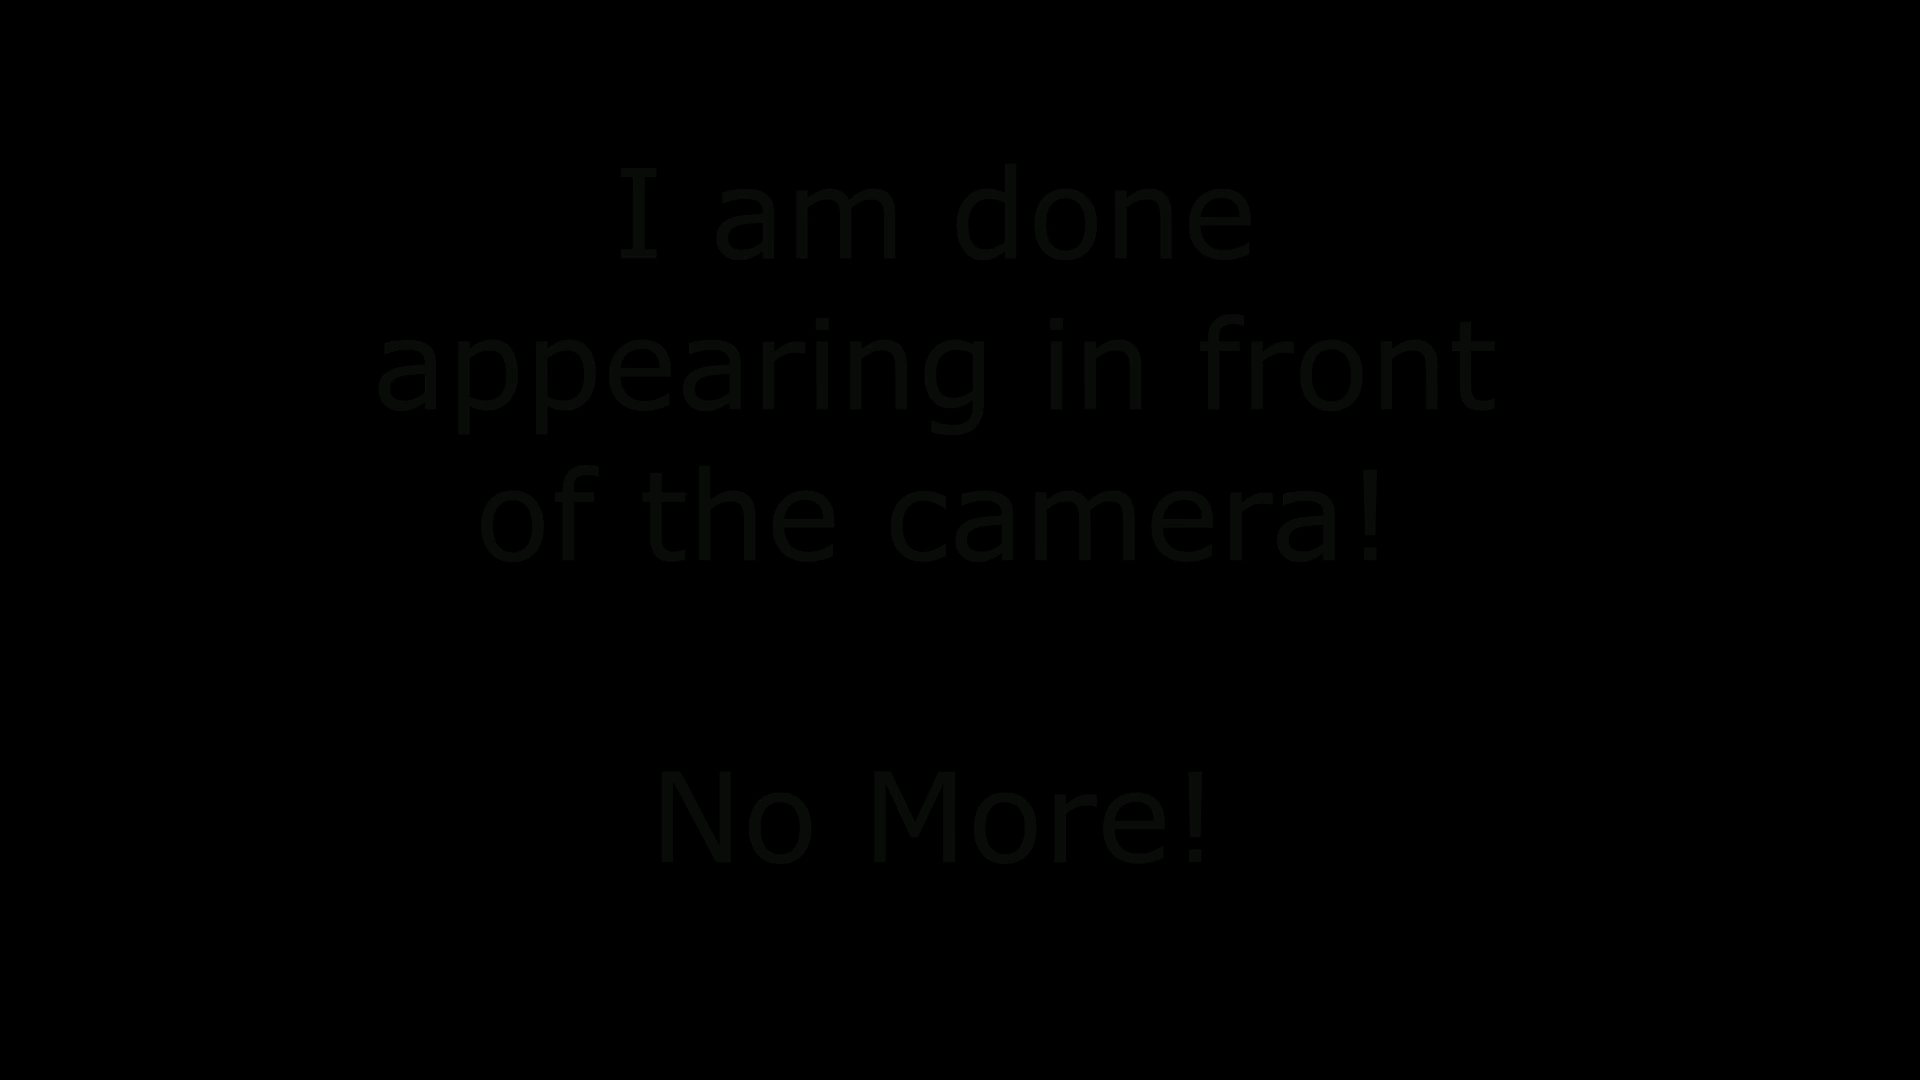 I am done
appearing in front
of the camera!
No More!